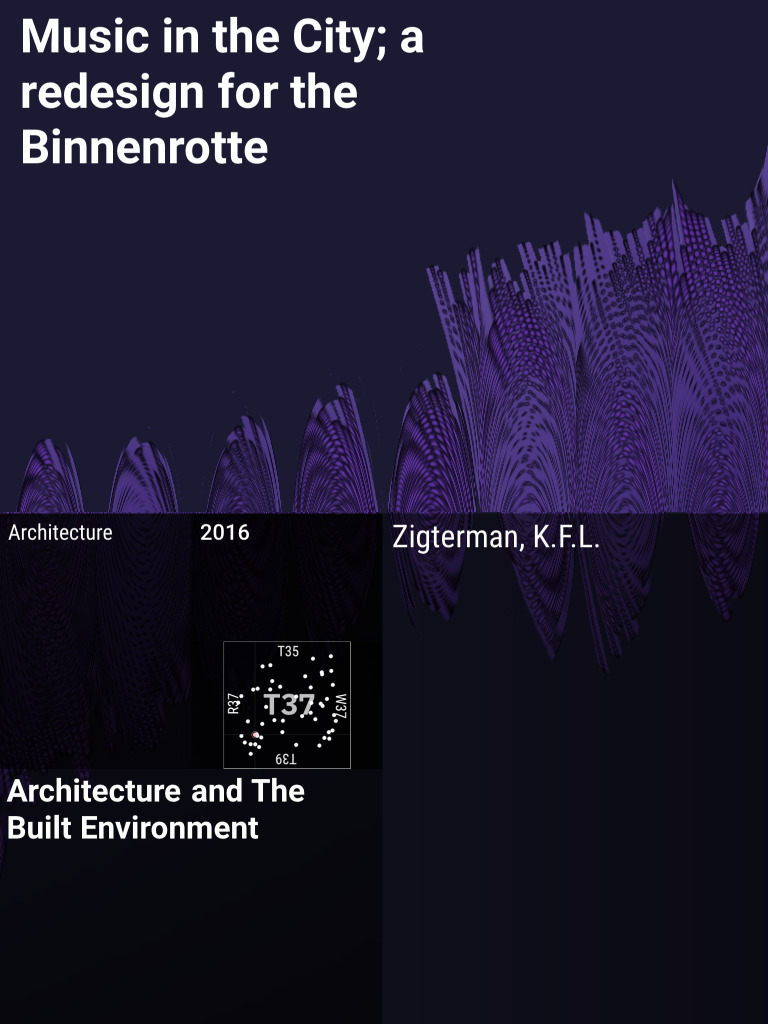 Music in the City; a
redesign for the
Binnenrotte
Architecture
2016
Zigterman, K.F.L.
T35
R37
T37
W37
T39
Architecture and The
Built Environment